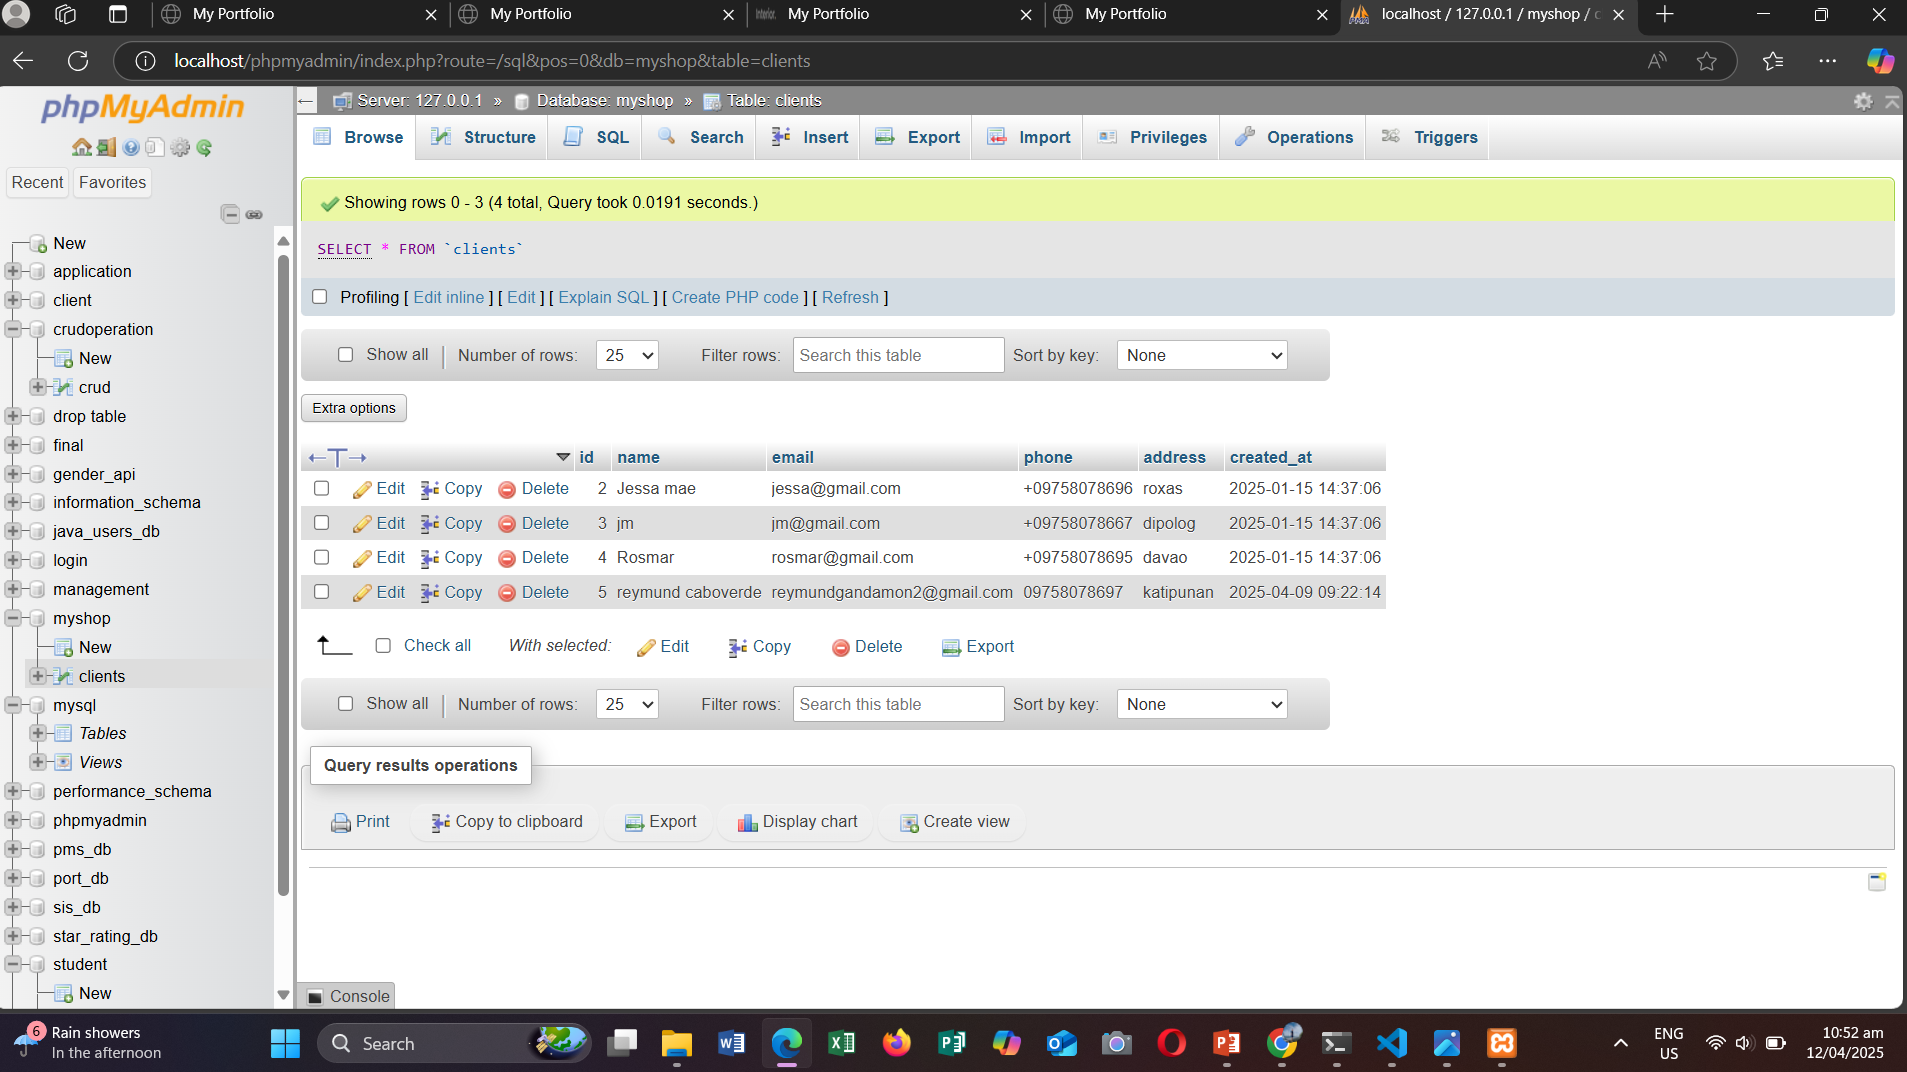 My Portfolio
My Portfolio
Interior.
My Portfolio
My Portfolio
localhost / 127.0.0.1 / myshop /
localhost/phpmyadmin/index.php?route=/sql&pos=0&db=myshop&table=clients
phpMyAdmin
Recent Favorites
New
application
client
crudoperation
New
crud
drop table
final
gender_api
information_schema
java_users_db
login
management
myshop
New
clients
mysql
Tables
Views
performance_schema
phpmyadmin
pms_db
port_db
sis_db
star_rating_db
student
New
Server: 127.0.0.1 » Database: myshop » Table: clients
Browse Structure SQL Search Insert Export Import Privileges Operations Triggers
Showing rows 0 - 3 (4 total, Query took 0.0191 seconds.)
SELECT * FROM `clients`
Profiling [ Edit inline ] [ Edit ] [ Explain SQL ] [ Create PHP code ] [ Refresh ]
Show all Number of rows: 25 Filter rows: Search this table Sort by key: None
Extra options
id name email phone address created_at
Edit Copy Delete 2 Jessa mae jessa@gmail.com +09758078696 roxas 2025-01-15 14:37:06
Edit Copy Delete 3 jm jm@gmail.com +09758078667 dipolog 2025-01-15 14:37:06
Edit Copy Delete 4 Rosmar rosmar@gmail.com +09758078695 davao 2025-01-15 14:37:06
Edit Copy Delete 5 reymund caboverde reymundgandamon2@gmail.com 09758078697 katipunan 2025-04-09 09:22:14
Check all With selected: Edit Copy Delete Export
Show all Number of rows: 25 Filter rows: Search this table Sort by key: None
Query results operations
Print Copy to clipboard Export Display chart Create view
Console
6
Rain showers
In the afternoon
Search
ENG
US
10:52 am
12/04/2025